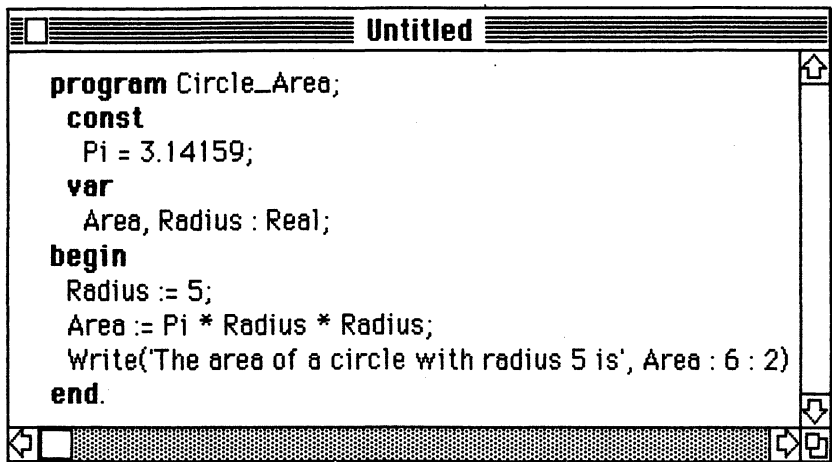 Untitled
program Circle_Area;
const
Pi = 3.14159;
var
Area, Radius : Real;
begin
Radius := 5;
Area := Pi * Radius * Radius;
Write('The area of a circle with radius 5 is', Area : 6 : 2)
end.